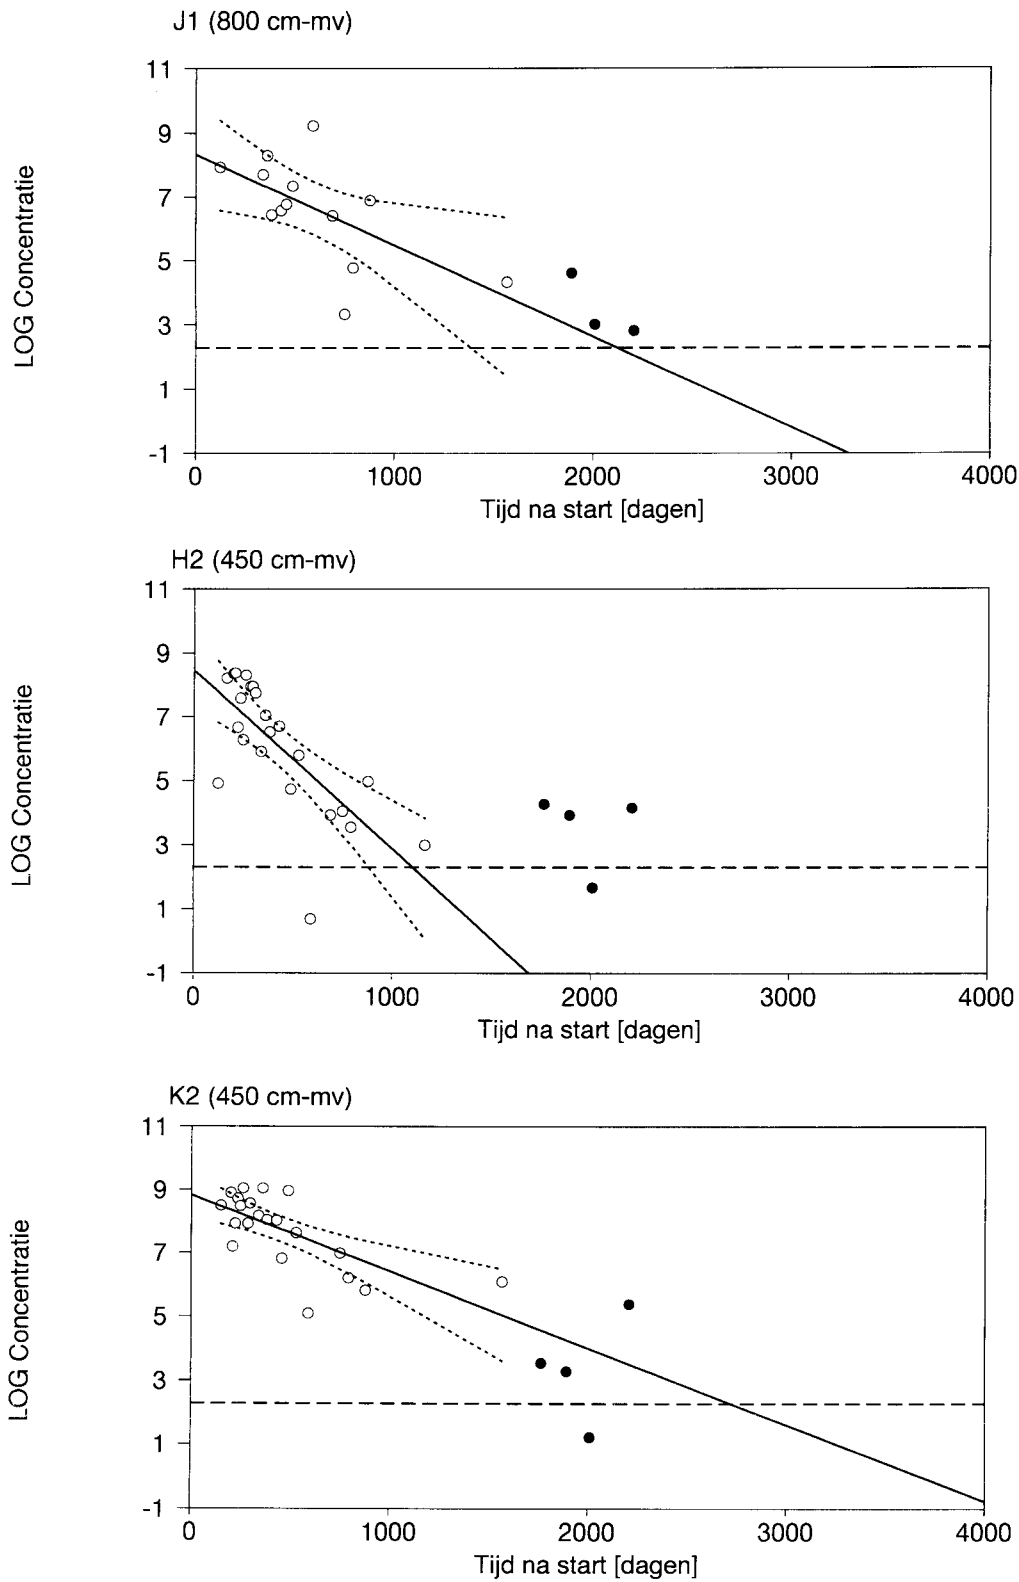 J1 (800 cm-mv)
11
9
7
5
3
1
-1
LOG Concentratie
0 1000 2000 3000 4000
Tijd na start [dagen]
H2 (450 cm-mv)
11
9
7
5
3
1
-1
LOG Concentratie
0 1000 2000 3000 4000
Tijd na start [dagen]
K2 (450 cm-mv)
11
9
7
5
3
1
-1
LOG Concentratie
0 1000 2000 3000 4000
Tijd na start [dagen]